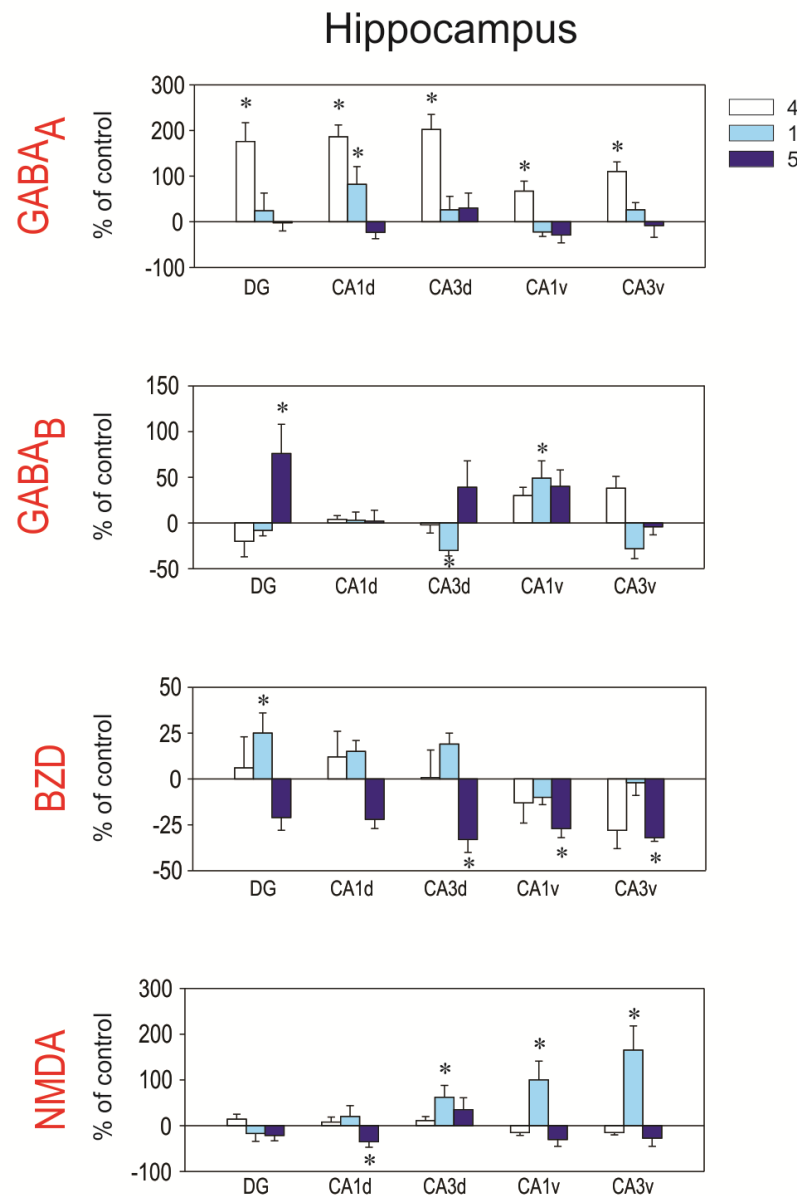 Hippocampus
GABAA
% of control
300
200
100
0
-100
* * * * * *
DG CA1d CA3d CA1v CA3v
4
1
5
GABAB
% of control
150
100
50
0
-50
* * *
DG CA1d CA3d CA1v CA3v
BZD
% of control
50
25
0
-25
-50
* * * *
DG CA1d CA3d CA1v CA3v
NMDA
% of control
300
200
100
0
-100
* * * *
DG CA1d CA3d CA1v CA3v